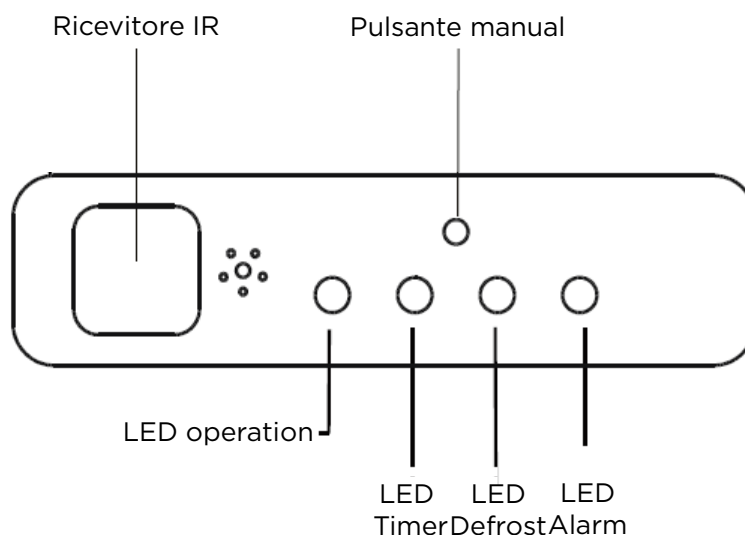 Ricevitore IR
Pulsante manual
LED operation
LED
Timer
LED
Defrost
LED
Alarm